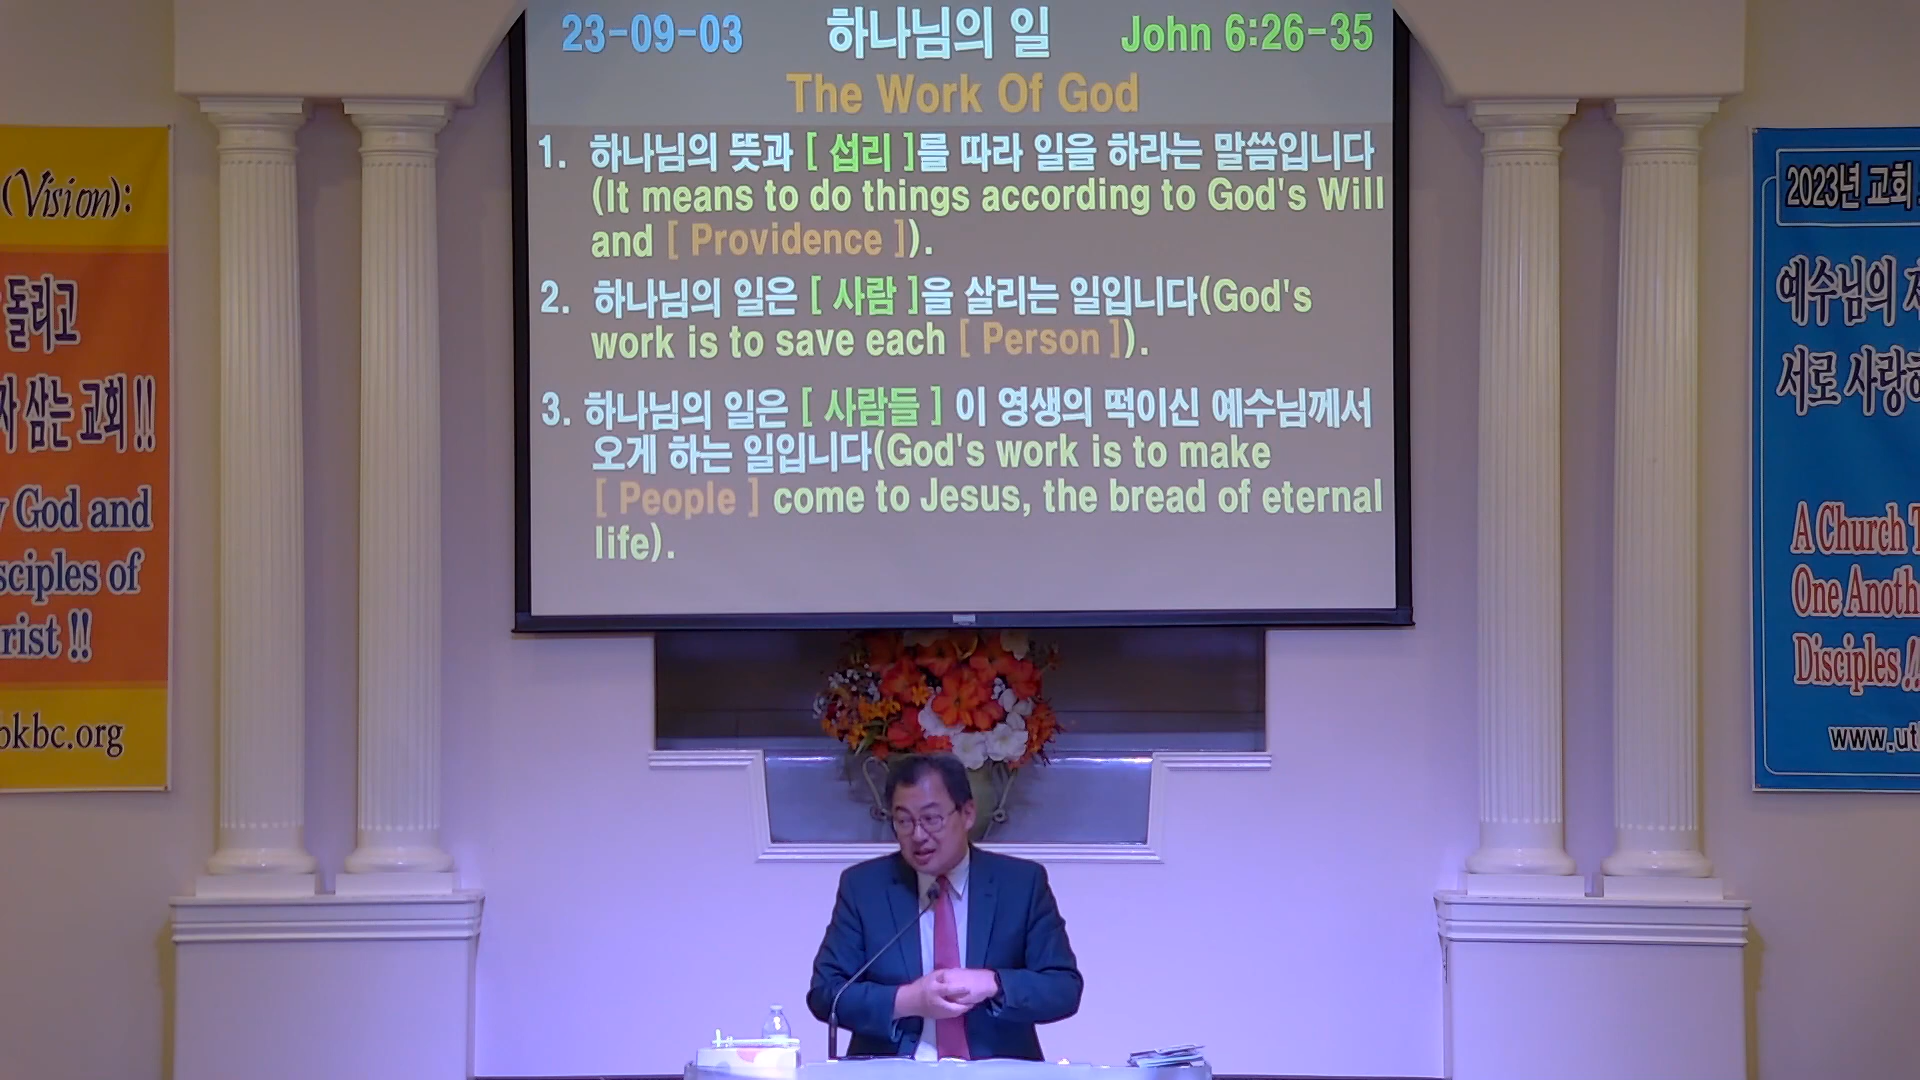 23-09-03 하나님의 일 John 6:26-35
The Work Of God
1. 하나님의 뜻과 [ 섭리 ]를 따라 일을 하라는 말씀입니다
(It means to do things according to God's Will
and [ Providence ]).
2. 하나님의 일은 [ 사람 ]을 살리는 일입니다(God's
work is to save each [ Person ]).
3. 하나님의 일은 [ 사람들 ] 이 영생의 떡이신 예수님께서
오게 하는 일입니다(God's work is to make
[ People ] come to Jesus, the bread of eternal
life).
(Vision):
돌리고
삼는 교회 !!
God and
sciples of
rist !!
bkbc.org
2023년 교회
예수님의
서로 사랑하
A Church T
One Anoth
Disciples !!
www.ut